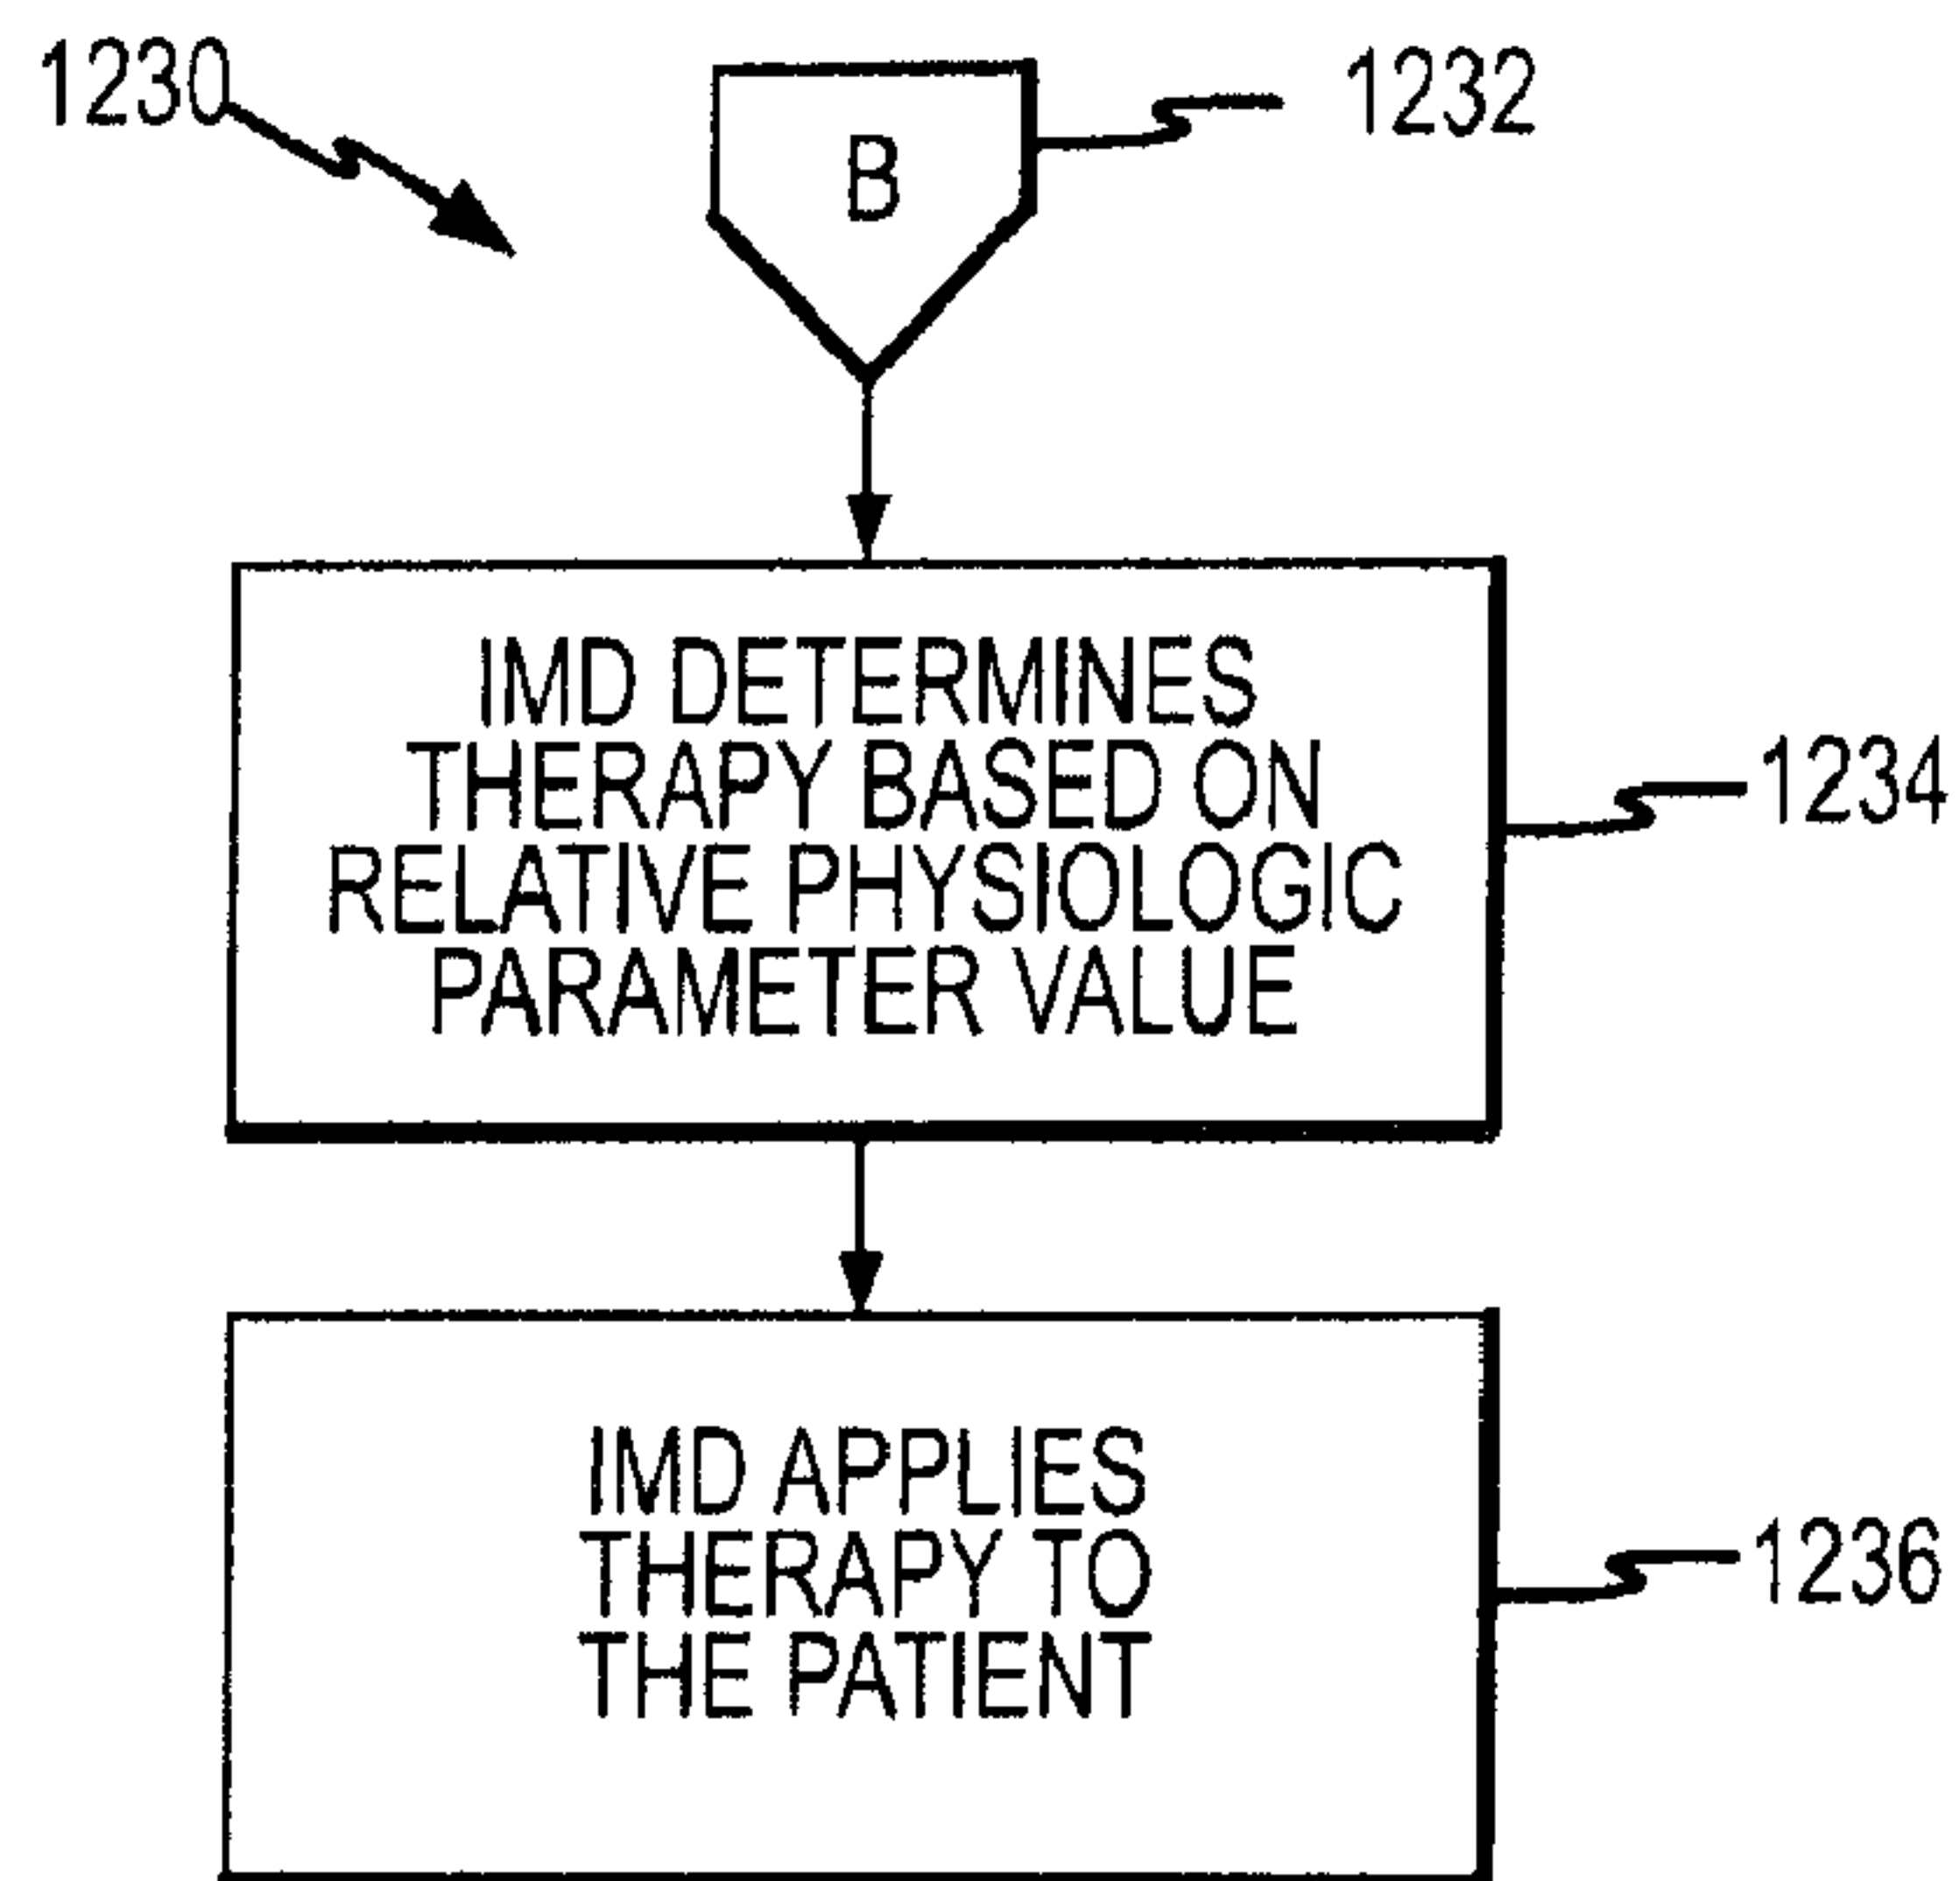 1230
B
1232
IMD DETERMINES
THERAPY BASED ON
RELATIVE PHYSIOLOGIC
PARAMETER VALUE
1234
IMD APPLIES
THERAPY TO
THE PATIENT
1236